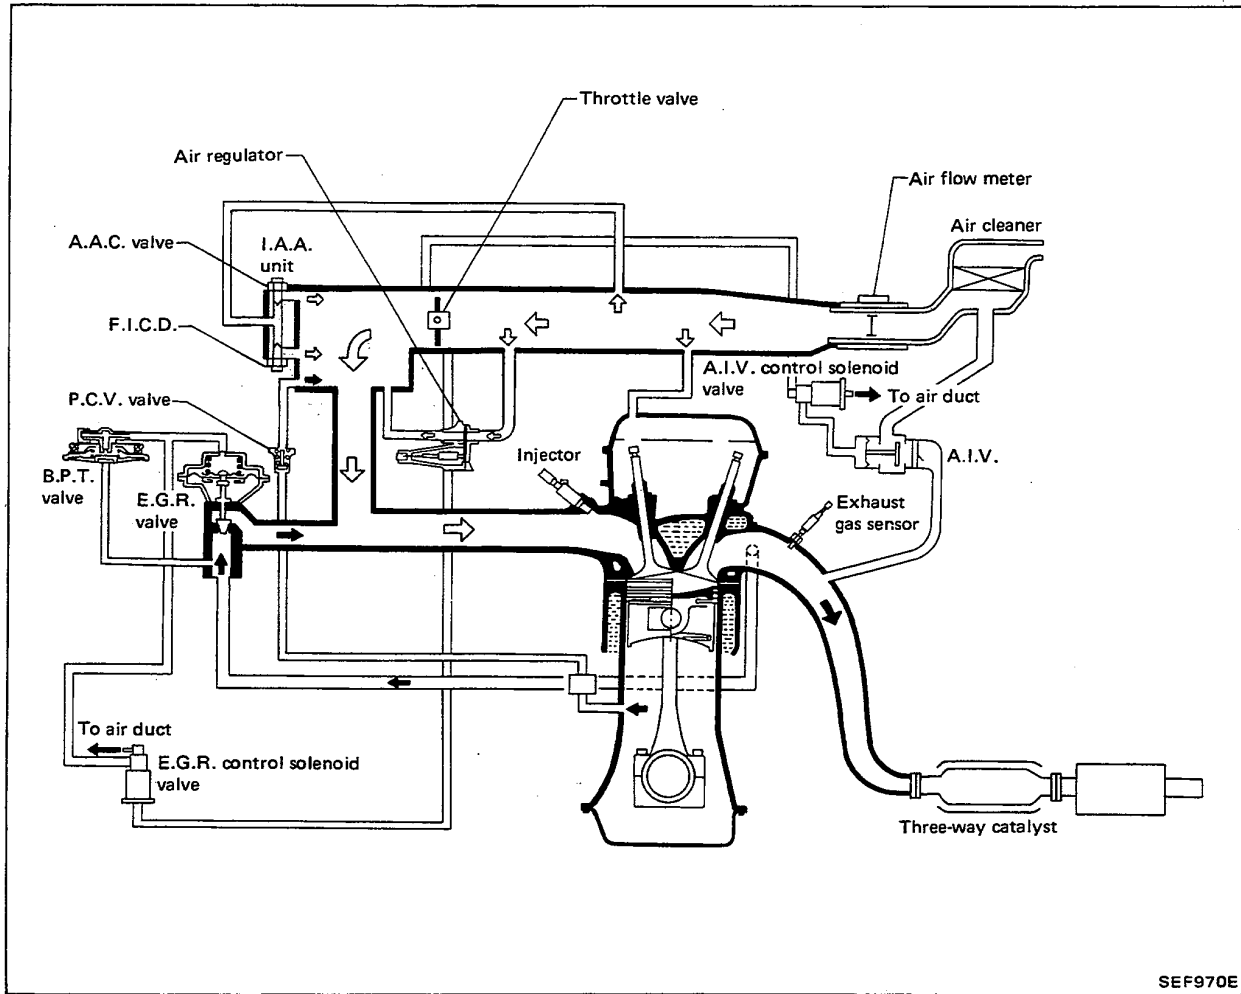 Throttle valve
Air regulator
Air flow meter
Air cleaner
A.A.C. valve
I.A.A.
unit
F.I.C.D.
P.C.V. valve
A.I.V. control solenoid
valve
To air duct
B.P.T.
valve
E.G.R.
valve
Injector
A.I.V.
Exhaust
gas sensor
To air duct
E.G.R. control solenoid
valve
Three-way catalyst
SEF970E